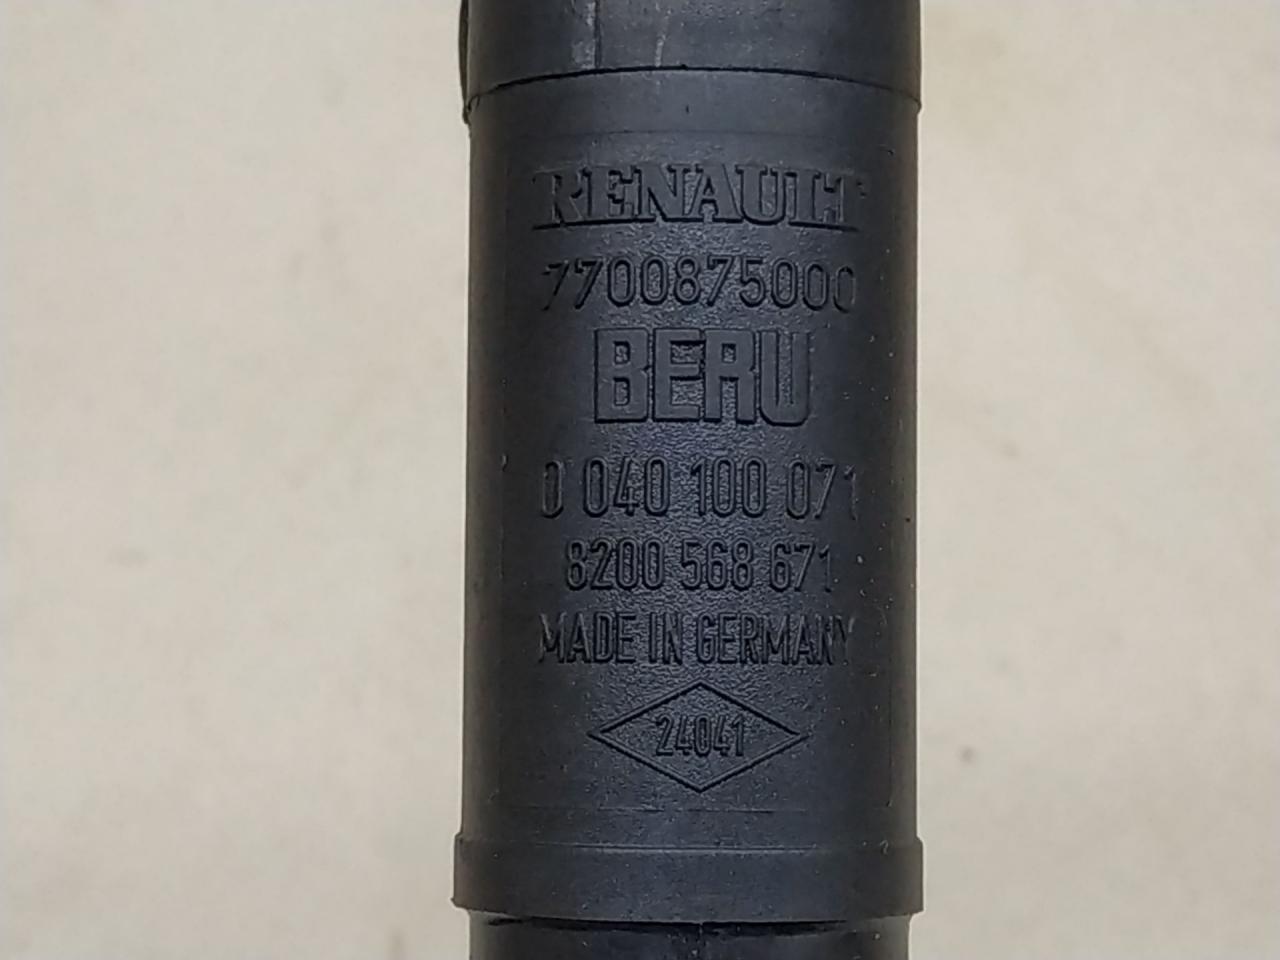 RENAULT
7700875000
BERU
0 040 100 071
8200 568 671
MADE IN GERMANY
24041